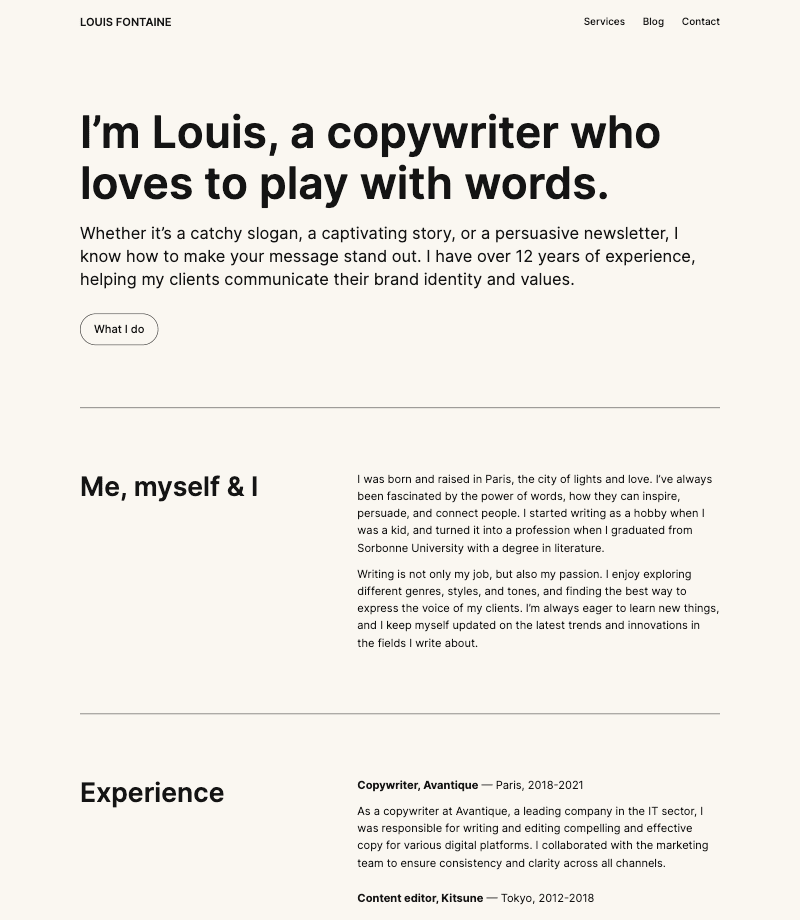 LOUIS FONTAINE
Services Blog Contact
I’m Louis, a copywriter who
loves to play with words.
Whether it’s a catchy slogan, a captivating story, or a persuasive newsletter, I
know how to make your message stand out. I have over 12 years of experience,
helping my clients communicate their brand identity and values.
What I do
Me, myself & I
I was born and raised in Paris, the city of lights and love. I’ve always
been fascinated by the power of words, how they can inspire,
persuade, and connect people. I started writing as a hobby when I
was a kid, and turned it into a profession when I graduated from
Sorbonne University with a degree in literature.
Writing is not only my job, but also my passion. I enjoy exploring
different genres, styles, and tones, and finding the best way to
express the voice of my clients. I’m always eager to learn new things,
and I keep myself updated on the latest trends and innovations in
the fields I write about.
Experience
Copywriter, Avantique — Paris, 2018-2021
As a copywriter at Avantique, a leading company in the IT sector, I
was responsible for writing and editing compelling and effective
copy for various digital platforms. I collaborated with the marketing
team to ensure consistency and clarity across all channels.
Content editor, Kitsune — Tokyo, 2012-2018